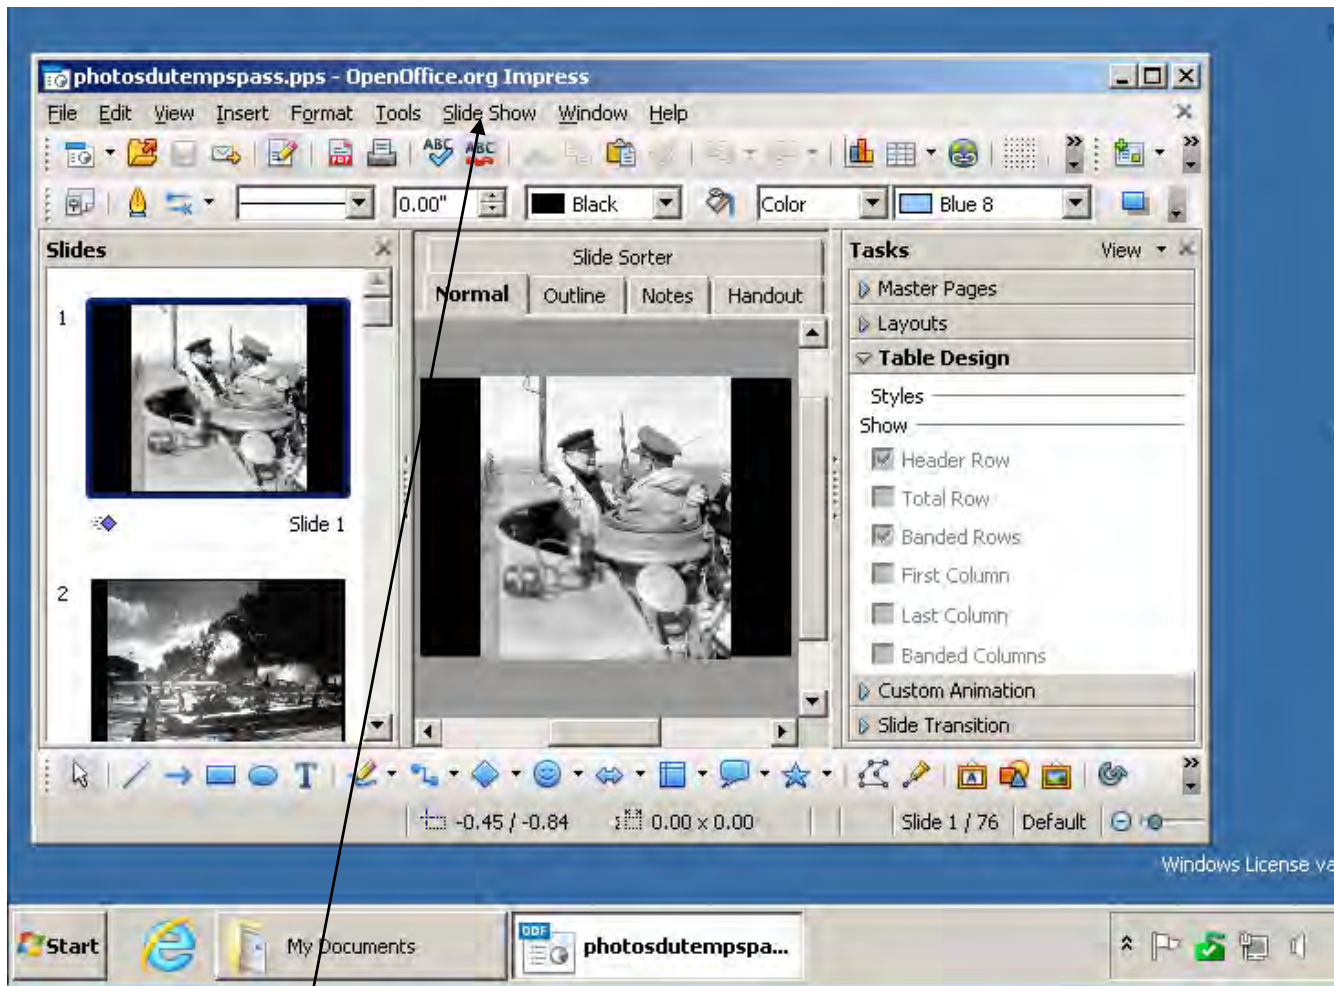 photosdutempspass.pps - OpenOffice.org Impress
File Edit View Insert Format Tools Slide Show Window Help
PDF ABC ABC
0.00" Black Color Blue 8
Slides
1
Slide 1
2
Slide Sorter
Normal Outline Notes Handout
Tasks View
Master Pages
Layouts
Table Design
Styles
Show
Header Row
Total Row
Banded Rows
First Column
Last Column
Banded Columns
Custom Animation
Slide Transition
T A
-0.45 / -0.84 0.00 x 0.00 Slide 1 / 76 Default
Windows License va
Start My Documents ODF photosdutempspa...